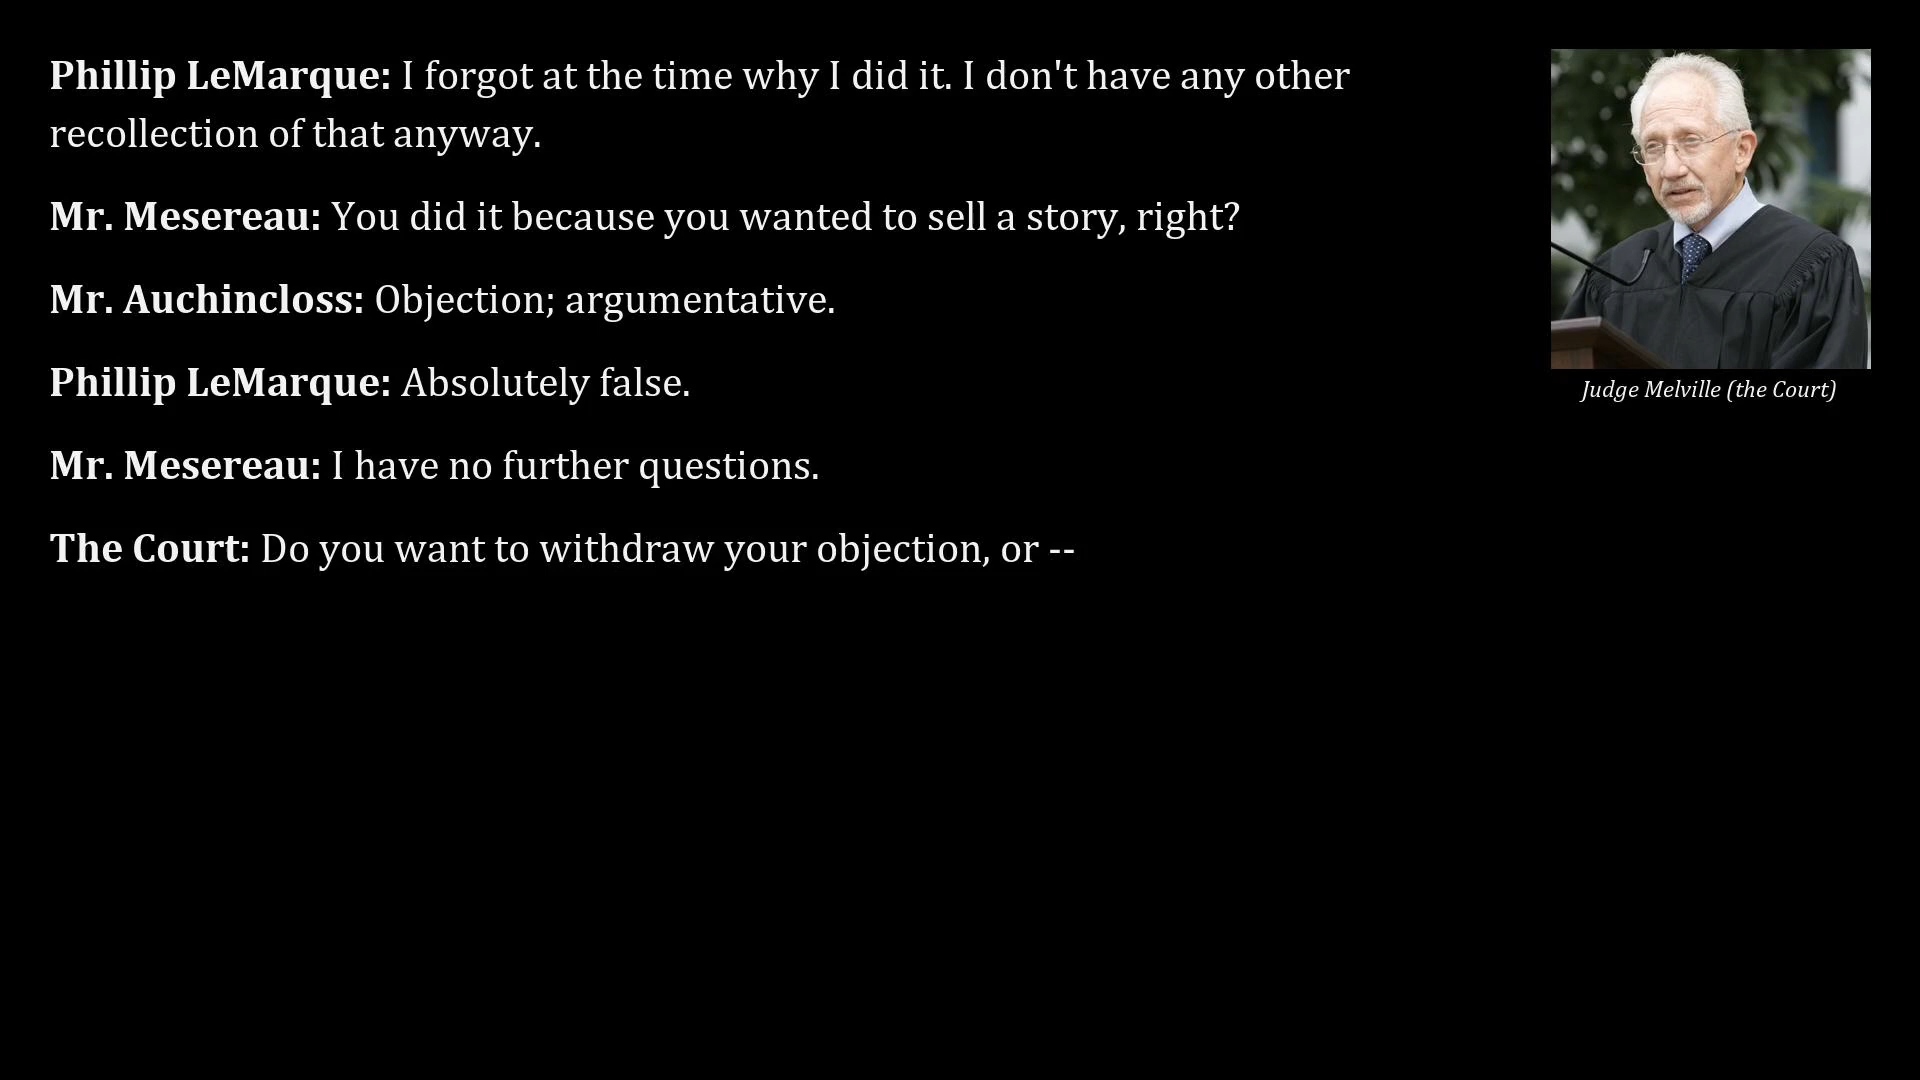 Phillip LeMarque: I forgot at the time why I did it. I don't have any other
recollection of that anyway.
Mr. Mesereau: You did it because you wanted to sell a story, right?
Mr. Auchincloss: Objection; argumentative.
Phillip LeMarque: Absolutely false.
Mr. Mesereau: I have no further questions.
The Court: Do you want to withdraw your objection, or --
Judge Melville (the Court)